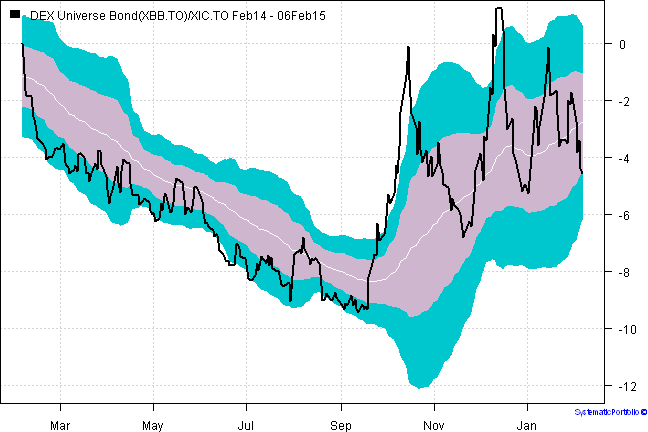 DEX Universe Bond(XBB.TO)/XIC.TO Feb14 - 06Feb15
0
-2
-4
-6
-8
-10
-12
SystematicPortfolio ©
Mar May Jul Sep Nov Jan